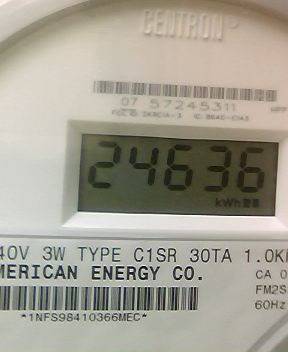 CENTRON®
07 57245311
24636
kWh
40V 3W TYPE C1SR 30TA 1.0K
MERICAN ENERGY CO.
CA 0
FM2S
60Hz
*1NFS98410366MEC*